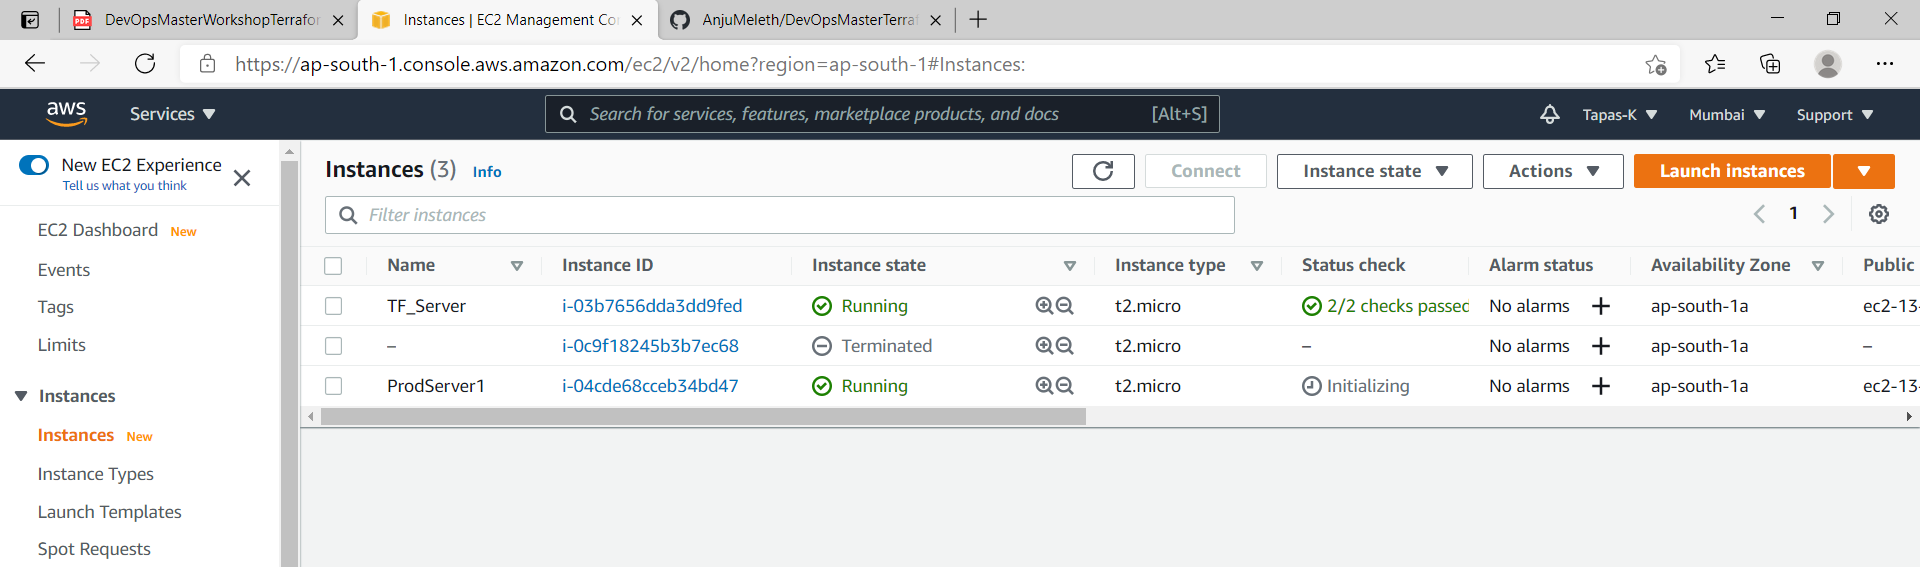 DevOpsMasterWorkshopTerrafor
Instances | EC2 Management Co
AnjuMeleth/DevOpsMasterTerraf
https://ap-south-1.console.aws.amazon.com/ec2/v2/home?region=ap-south-1#Instances:
aws
Services
Search for services, features, marketplace products, and docs [Alt+S]
Tapas-K
Mumbai
Support
New EC2 Experience
Tell us what you think
EC2 Dashboard New
Events
Tags
Limits
Instances
Instances New
Instance Types
Launch Templates
Spot Requests
Instances (3) Info
Connect
Instance state
Actions
Launch instances
Filter instances
1
Name Instance ID Instance state Instance type Status check Alarm status Availability Zone Public
TF_Server i-03b7656dda3dd9fed Running t2.micro 2/2 checks passed No alarms + ap-south-1a ec2-13-
– i-0c9f18245b3b7ec68 Terminated t2.micro – No alarms + ap-south-1a –
ProdServer1 i-04cde68cceb34bd47 Running t2.micro Initializing No alarms + ap-south-1a ec2-13-